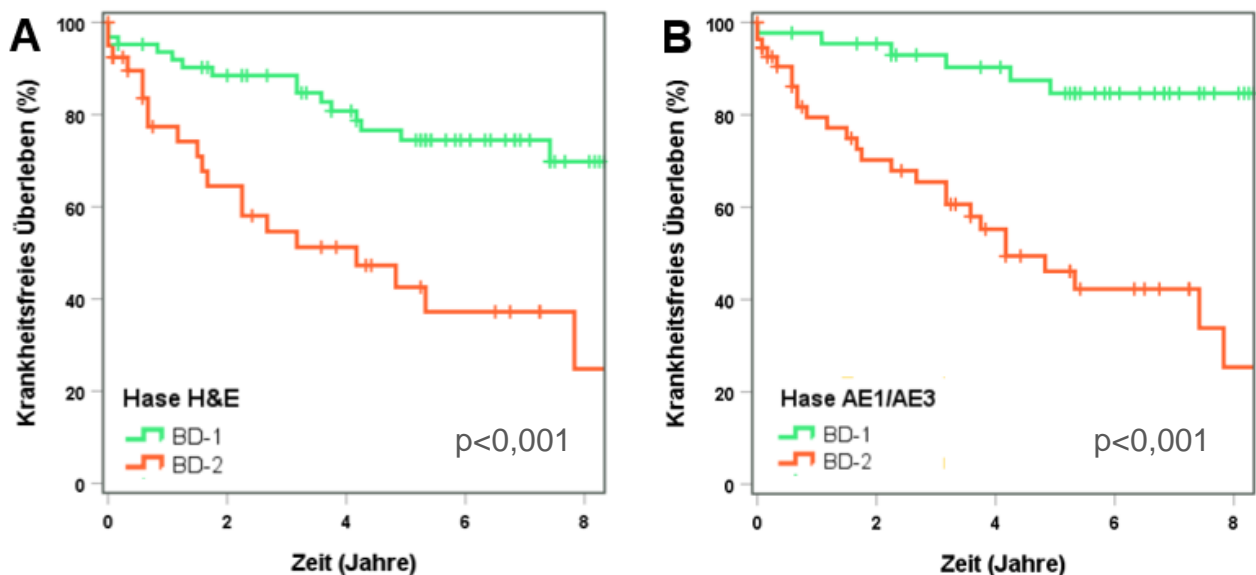 A
Krankheitsfreies Überleben (%)
100
80
60
40
20
0
Hase H&E
BD-1
BD-2
p<0,001
0 2 4 6 8
Zeit (Jahre)
B
Krankheitsfreies Überleben (%)
100
80
60
40
20
0
Hase AE1/AE3
BD-1
BD-2
p<0,001
0 2 4 6 8
Zeit (Jahre)